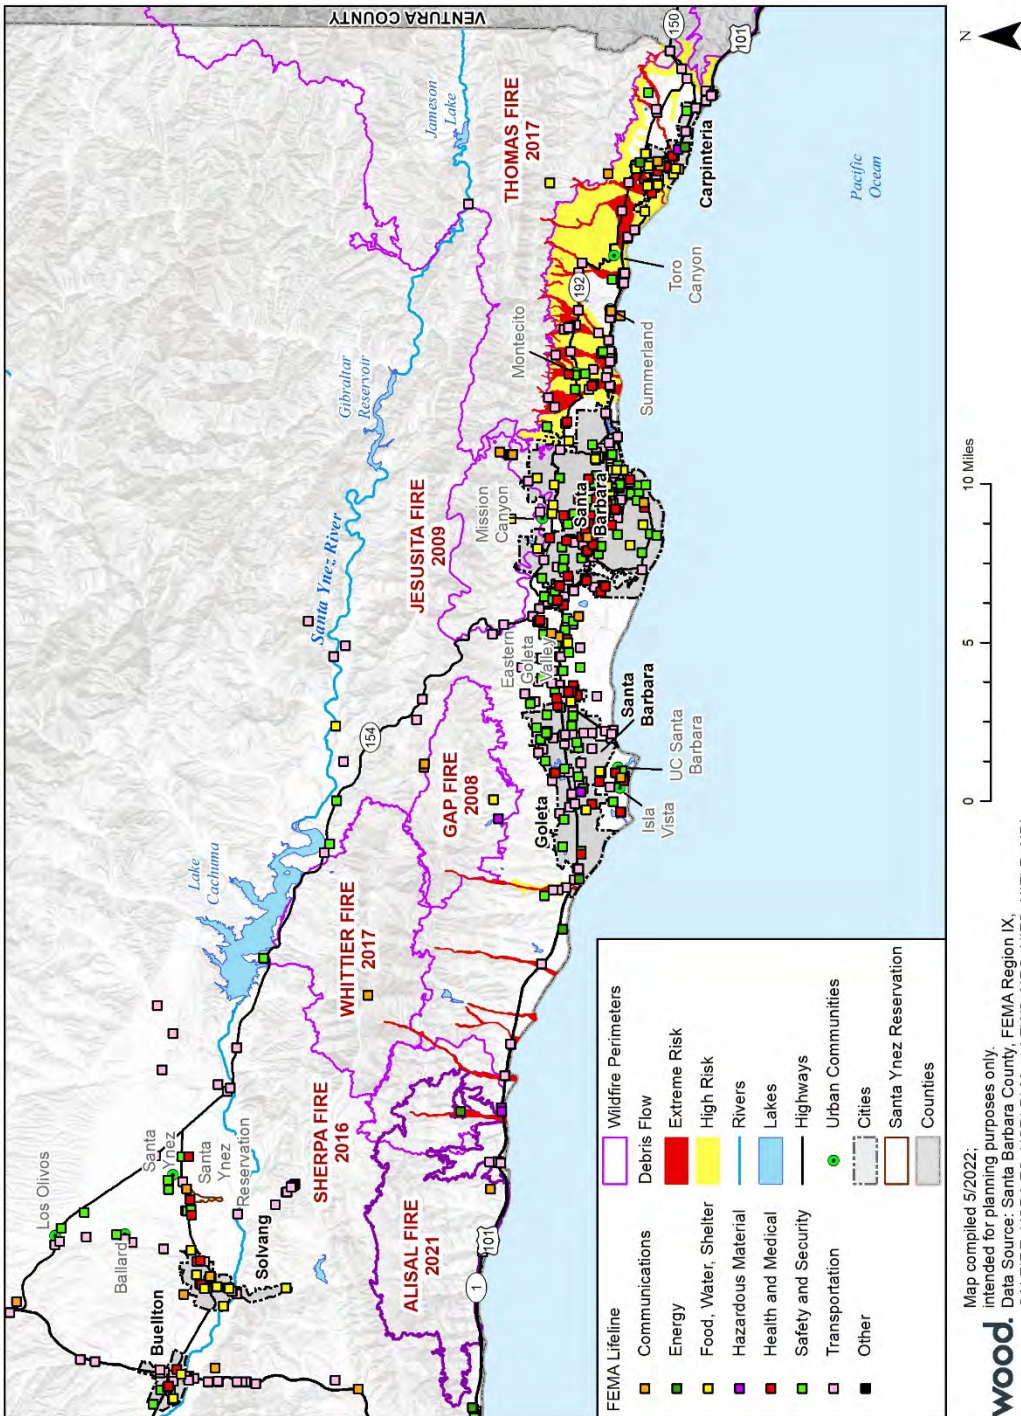 VENTURA COUNTY
150
101
Jameson
Lake
THOMAS FIRE
2017
Carpinteria
Pacific
Ocean
Toro
Canyon
192
Gibraltar
Reservoir
Montecito
Summerland
Santa Ynez River
JESUSITA FIRE
2009
Mission
Canyon
Santa
Barbara
Eastern
Goleta
Valley
Santa
Barbara
UC Santa
Barbara
Isla
Vista
Goleta
154
GAP FIRE
2008
Lake
Cachuma
WHITTIER FIRE
2017
SHERPA FIRE
2016
ALISAL FIRE
2021
101
1
Los Olivos
Santa
Ynez
Santa
Ynez
Reservation
Ballard
Solvang
Buellton
N
0
5
10 Miles
FEMA Lifeline
Communications
Energy
Food, Water, Shelter
Hazardous Material
Health and Medical
Safety and Security
Transportation
Other
Wildfire Perimeters
Debris Flow
Extreme Risk
High Risk
Rivers
Lakes
Highways
Urban Communities
Cities
Santa Ynez Reservation
Counties
wood.
Map compiled 5/2022;
intended for planning purposes only.
Data Source: Santa Barbara County, FEMA Region IX,